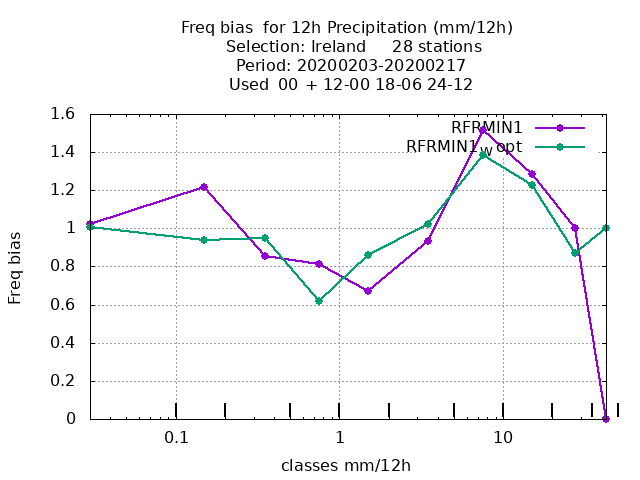 Freq bias  for 12h Precipitation (mm/12h)
Selection: Ireland     28 stations
Period: 20200203-20200217
Used  00 + 12-00 18-06 24-12
RFRMIN1
RFRMIN1w opt
1.6
1.4
1.2
1
0.8
0.6
0.4
0.2
0
Freq bias
0.1
1
10
classes mm/12h